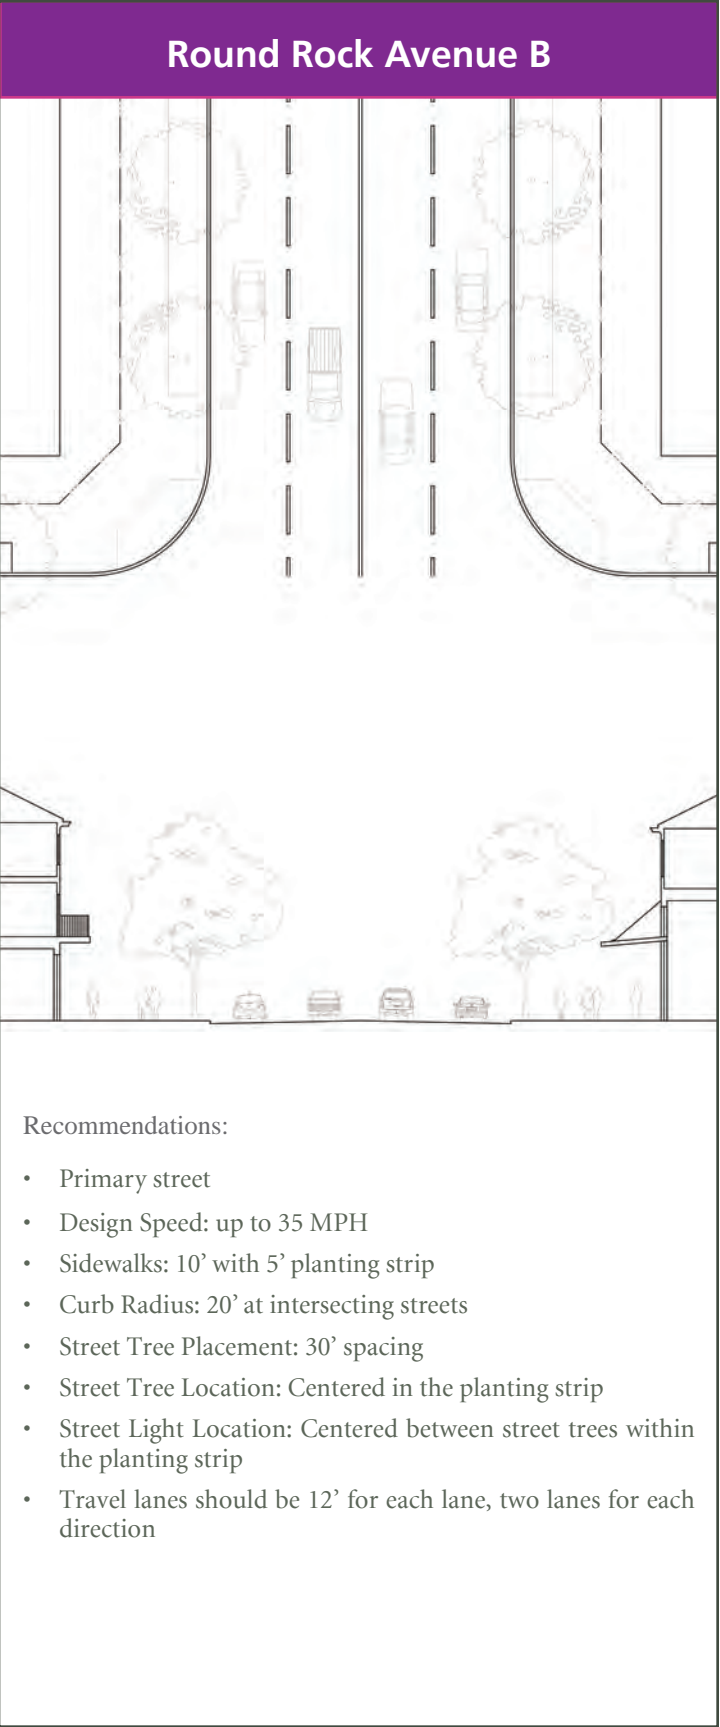 Round Rock Avenue B
Recommendations:
• Primary street
• Design Speed: up to 35 MPH
• Sidewalks: 10’ with 5’ planting strip
• Curb Radius: 20’ at intersecting streets
• Street Tree Placement: 30’ spacing
• Street Tree Location: Centered in the planting strip
• Street Light Location: Centered between street trees within
the planting strip
• Travel lanes should be 12’ for each lane, two lanes for each
direction